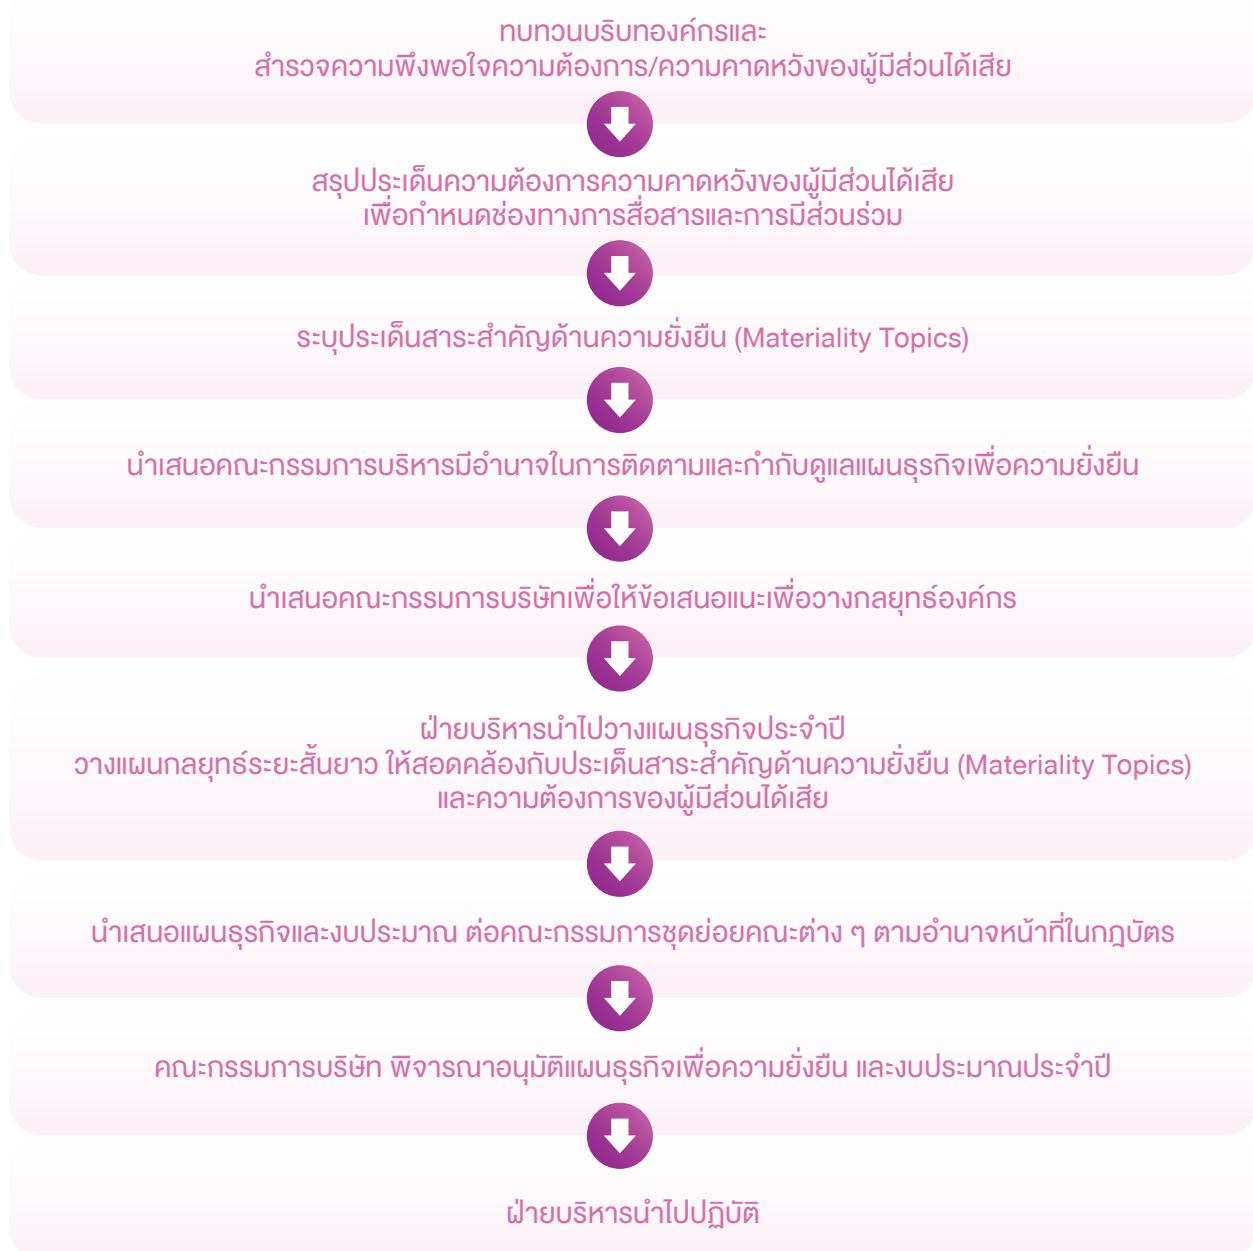 ทบทวนบริบทองค์กรและ
สำรวจความพึงพอใจความต้องการ/ความคาดหวังของผู้มีส่วนได้เสีย
สรุปประเด็นความต้องการความคาดหวังของผู้มีส่วนได้เสีย
เพื่อกำหนดช่องทางการสื่อสารและการมีส่วนร่วม
ระบุประเด็นสาระสำคัญด้านความยั่งยืน (Materiality Topics)
นำเสนอคณะกรรมการบริหารมีอำนาจในการติดตามและกำกับดูแลแผนธุรกิจเพื่อความยั่งยืน
นำเสนอคณะกรรมการบริษัทเพื่อให้ข้อเสนอแนะเพื่อวางกลยุทธ์องค์กร
ฝ่ายบริหารนำไปวางแผนธุรกิจประจำปี
วางแผนกลยุทธ์ระยะสั้นยาว ให้สอดคล้องกับประเด็นสาระสำคัญด้านความยั่งยืน (Materiality Topics)
และความต้องการของผู้มีส่วนได้เสีย
นำเสนอแผนธุรกิจและงบประมาณ ต่อคณะกรรมการชุดย่อยคณะต่าง ๆ ตามอำนาจหน้าที่ในกฎบัตร
คณะกรรมการบริษัท พิจารณาอนุมัติแผนธุรกิจเพื่อความยั่งยืน และงบประมาณประจำปี
ฝ่ายบริหารนำไปปฏิบัติ